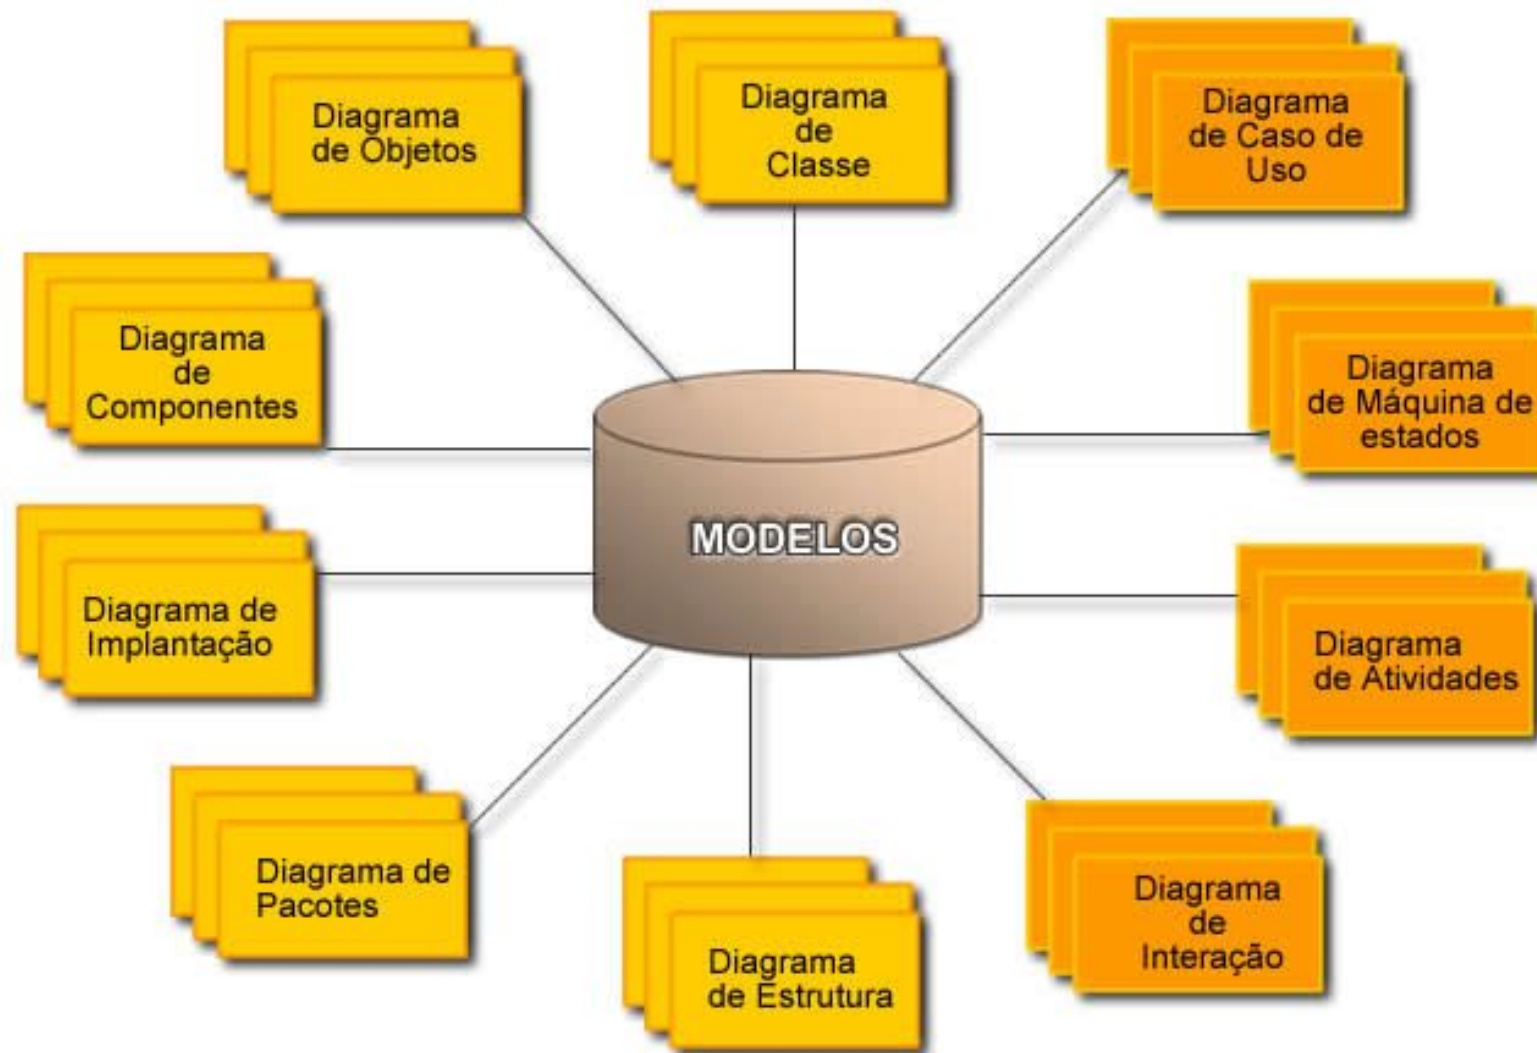 Diagrama
de Objetos
Diagrama
de
Classe
Diagrama
de Caso de
Uso
Diagrama
de
Componentes
Diagrama
de Máquina de
estados
MODELOS
Diagrama de
Implantação
Diagrama
de Atividades
Diagrama de
Pacotes
Diagrama
de Estrutura
Diagrama
de
Interação